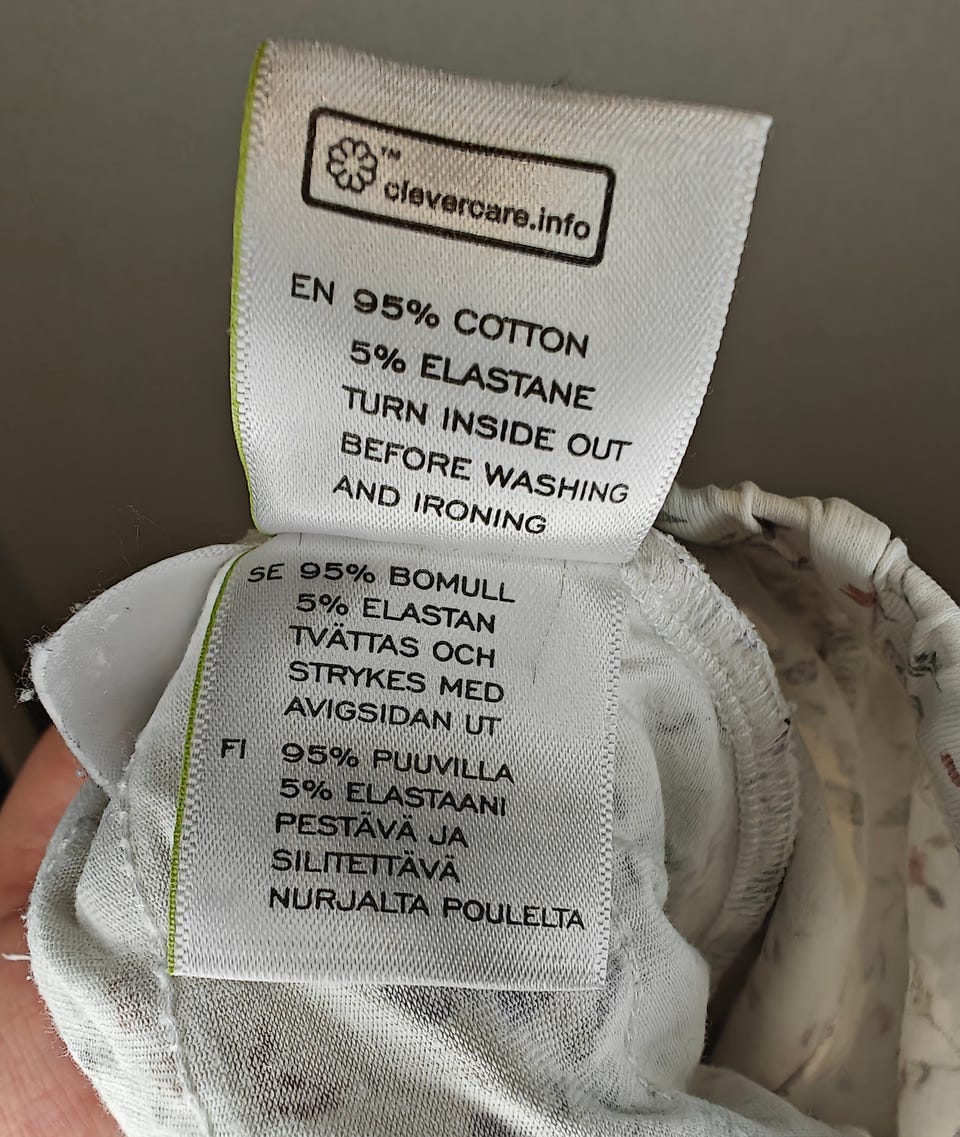 ™
clevercare.info
EN 95% COTTON
5% ELASTANE
TURN INSIDE OUT
BEFORE WASHING
AND IRONING
SE 95% BOMULL
5% ELASTAN
TVÄTTAS OCH
STRYKES MED
AVIGSIDAN UT
FI 95% PUUVILLA
5% ELASTAANI
PESTÄVÄ JA
SILITETTÄVÄ
NURJALTA POULELTA